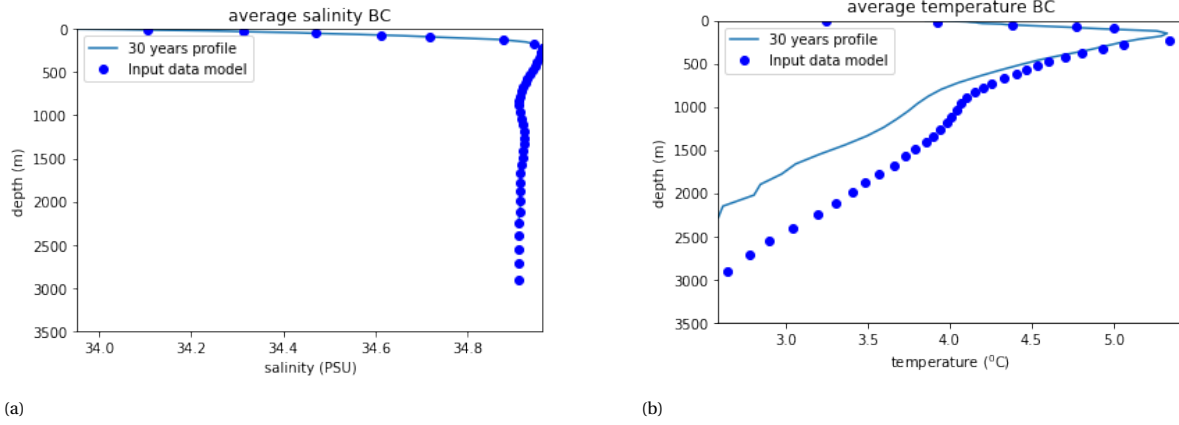 average salinity BC
0
500
1000
1500
2000
2500
3000
3500
depth (m)
30 years profile
Input data model
34.0 34.2 34.4 34.6 34.8
salinity (PSU)
(a)
average temperature BC
0
500
1000
1500
2000
2500
3000
3500
depth (m)
30 years profile
Input data model
3.0 3.5 4.0 4.5 5.0
temperature (⁰C)
(b)